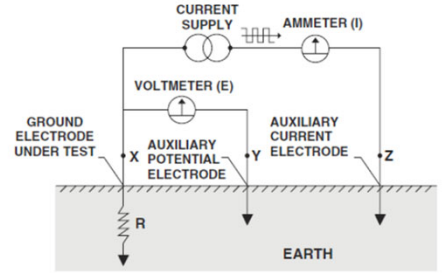 CURRENT
SUPPLY
AMMETER (I)
VOLTMETER (E)
GROUND
ELECTRODE
UNDER TEST
X
AUXILIARY
POTENTIAL
ELECTRODE
Y
AUXILIARY
CURRENT
ELECTRODE
Z
R
EARTH